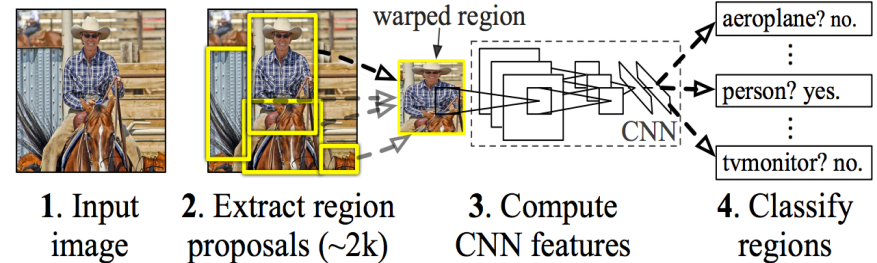 warped region
aeroplane? no.
⋮
person? yes.
⋮
CNN
tvmonitor? no.
1. Input
image
2. Extract region
proposals (~2k)
3. Compute
CNN features
4. Classify
regions